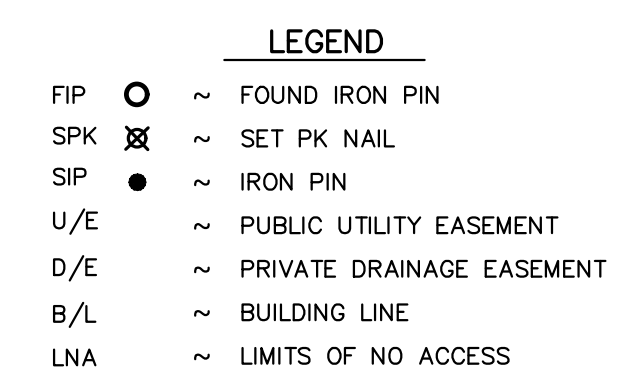 LEGEND
FIP ~ FOUND IRON PIN
SPK ~ SET PK NAIL
SIP ~ IRON PIN
U/E ~ PUBLIC UTILITY EASEMENT
D/E ~ PRIVATE DRAINAGE EASEMENT
B/L ~ BUILDING LINE
LNA ~ LIMITS OF NO ACCESS